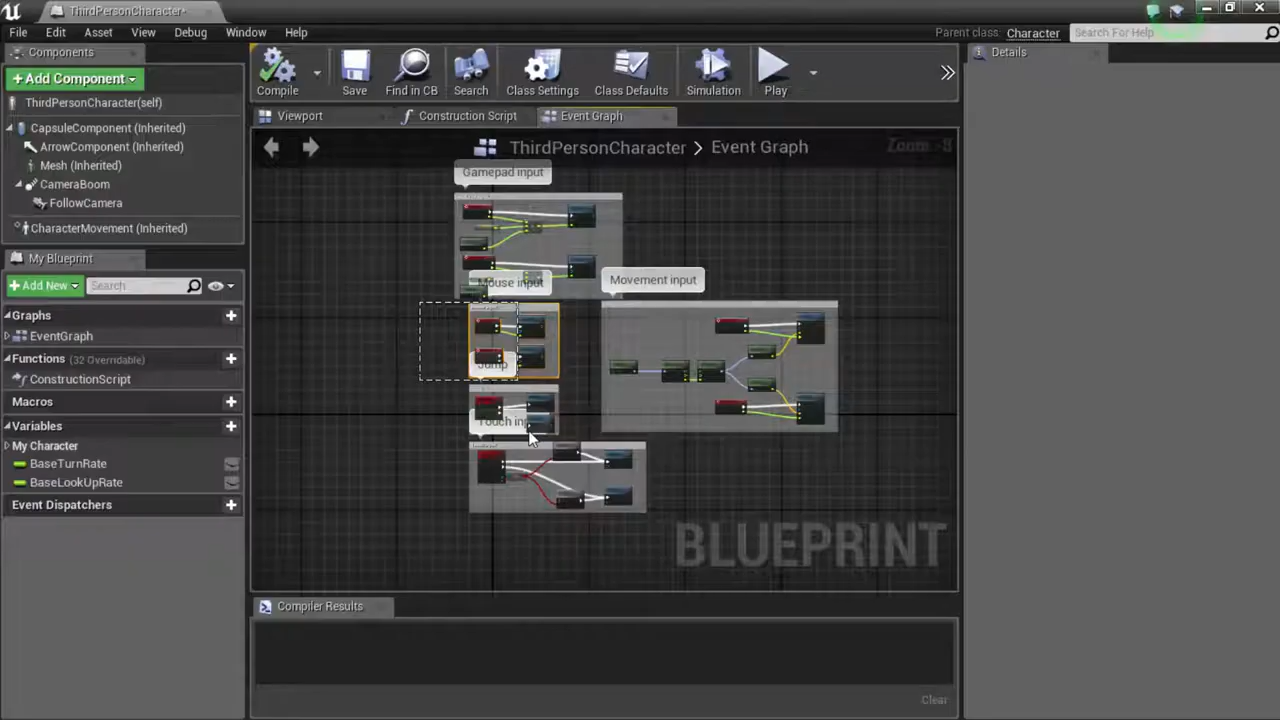 ThirdPersonCharacter*
File Edit Asset View Debug Window Help
Parent class: Character
Search For Help
Components
Details
+ Add Component
Compile Save Find in CB Search Class Settings Class Defaults Simulation Play
ThirdPersonCharacter(self)
Viewport Construction Script Event Graph
CapsuleComponent (Inherited)
ArrowComponent (Inherited)
Mesh (Inherited)
CameraBoom
FollowCamera
CharacterMovement (Inherited)
ThirdPersonCharacter > Event Graph
Zoom -8
Gamepad input
Mouse input
Movement input
Jump
Touch inp
My Blueprint
+ Add New
Search
Graphs
EventGraph
Functions (32 Overridable)
ConstructionScript
Macros
Variables
My Character
BaseTurnRate
BaseLookUpRate
Event Dispatchers
BLUEPRINT
Compiler Results
Clear